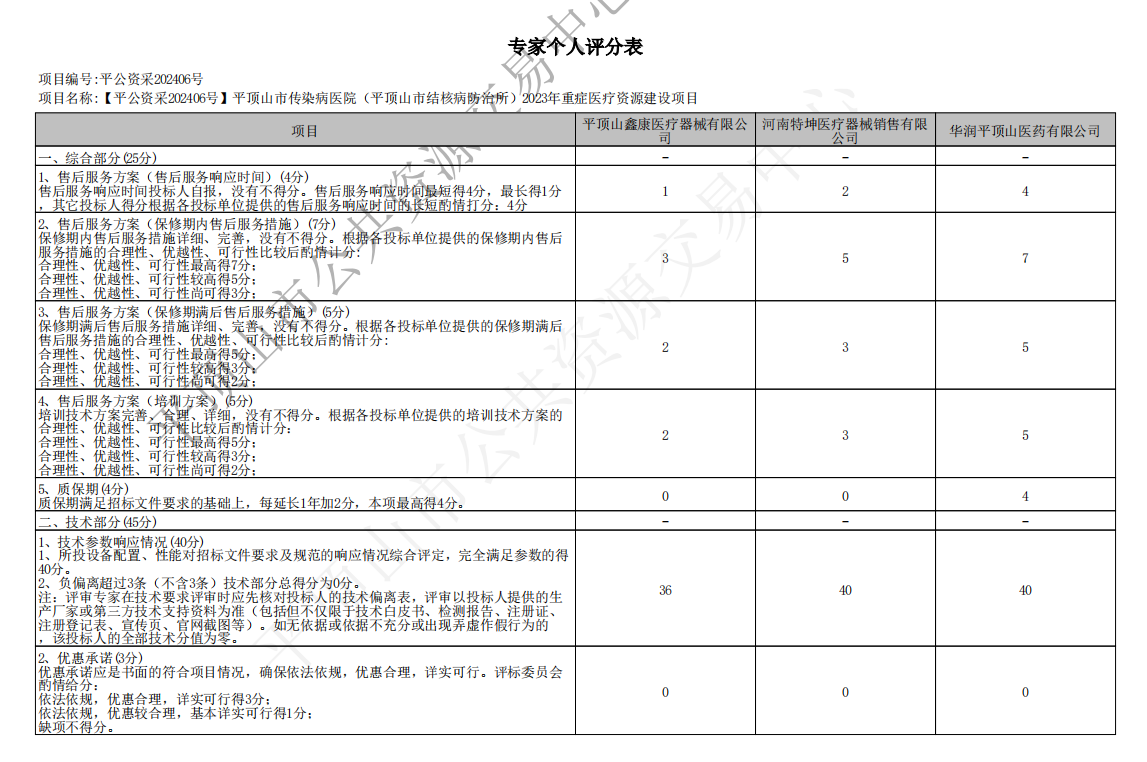 专家个人评分表
项目编号:平公资采202406号
项目名称:【平公资采202406号】平顶山市传染病医院（平顶山市结核病防治所）2023年重症医疗资源建设项目
项目
平顶山鑫康医疗器械有限公
司
河南特坤医疗器械销售有限
公司
华润平顶山医药有限公司
一、综合部分(25分)
-
-
-
1、售后服务方案（售后服务响应时间）(4分)
售后服务响应时间投标人自报，没有不得分。售后服务响应时间最短得4分，最长得1分
，其它投标人得分根据各投标单位提供的售后服务响应时间的长短酌情打分：4分
1
2
4
2、售后服务方案（保修期内售后服务措施）(7分)
保修期内售后服务措施详细、完善，没有不得分。根据各投标单位提供的保修期内售后
服务措施的合理性、优越性、可行性比较后酌情计分:
合理性、优越性、可行性最高得7分；
合理性、优越性、可行性较高得5分；
合理性、优越性、可行性尚可得3分；
3
5
7
3、售后服务方案（保修期满后售后服务措施）(5分)
保修期满后售后服务措施详细、完善，没有不得分。根据各投标单位提供的保修期满后
售后服务措施的合理性、优越性、可行性比较后酌情计分:
合理性、优越性、可行性最高得5分；
合理性、优越性、可行性较高得3分；
合理性、优越性、可行性尚可得2分；
2
3
5
4、售后服务方案（培训方案）(5分)
培训技术方案完善、合理、详细，没有不得分。根据各投标单位提供的培训技术方案的
合理性、优越性、可行性比较后酌情计分：
合理性、优越性、可行性最高得5分；
合理性、优越性、可行性较高得3分；
合理性、优越性、可行性尚可得2分；
2
3
5
5、质保期(4分)
质保期满足招标文件要求的基础上，每延长1年加2分，本项最高得4分。
0
0
4
二、技术部分(45分)
-
-
-
1、技术参数响应情况(40分)
1、所投设备配置、性能对招标文件要求及规范的响应情况综合评定，完全满足参数的得
40分。
2、负偏离超过3条（不含3条）技术部分总得分为0分。
注：评审专家在技术要求评审时应先核对投标人的技术偏离表，评审以投标人提供的生
产厂家或第三方技术支持资料为准（包括但不仅限于技术白皮书、检测报告、注册证、
注册登记表、宣传页、官网截图等）。如无依据或依据不充分或出现弄虚作假行为的
，该投标人的全部技术分值为零。
36
40
40
2、优惠承诺(3分)
优惠承诺应是书面的符合项目情况，确保依法依规，优惠合理，详实可行。评标委员会
酌情给分：
依法依规，优惠合理，详实可行得3分；
依法依规，优惠较合理，基本详实可行得1分；
缺项不得分。
0
0
0
平顶山市公共资源交易中心
平顶山市公共资源交易中心